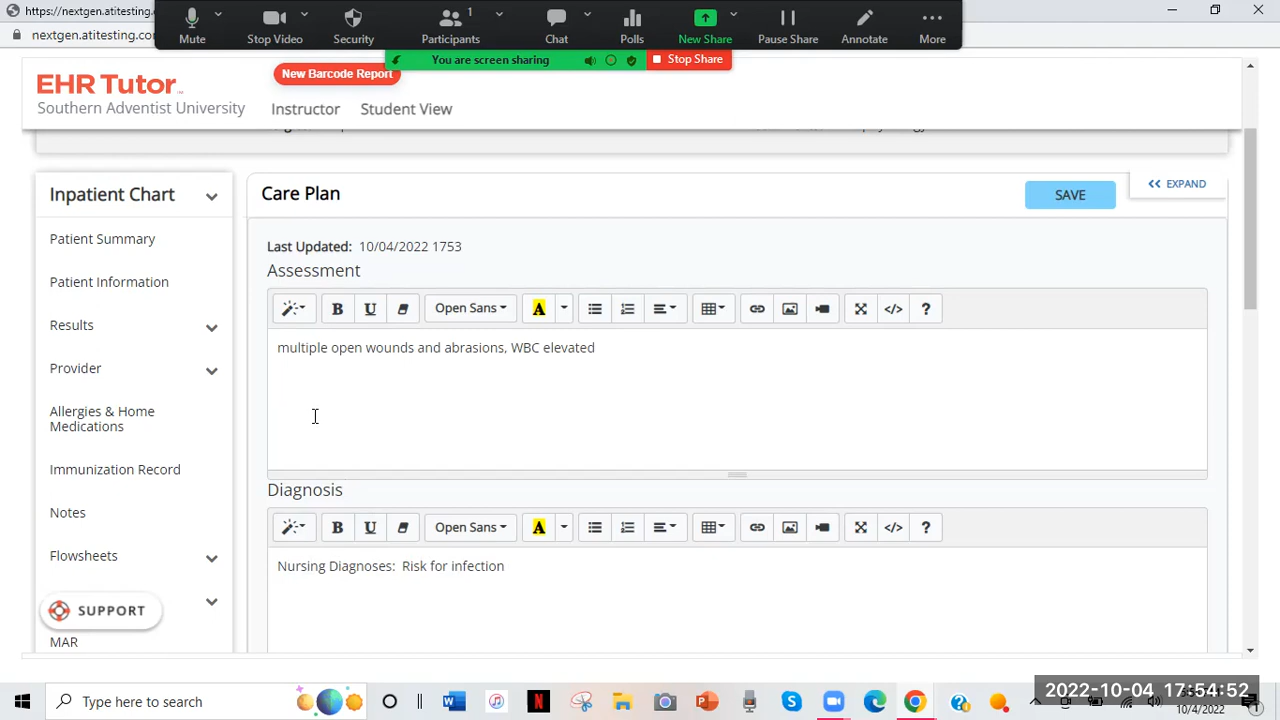 https://nextgen.atitesting.
nextgen.atitesting.co
Mute
Stop Video
Security
1
Participants
Chat
Polls
New Share
Pause Share
Annotate
More
You are screen sharing
Stop Share
EHR Tutor
Southern Adventist University
New Barcode Report
Instructor
Student View
Inpatient Chart
Patient Summary
Patient Information
Results
Provider
Allergies & Home
Medications
Immunization Record
Notes
Flowsheets
SUPPORT
MAR
Care Plan
SAVE
<< EXPAND
Last Updated: 10/04/2022 1753
Assessment
B U Open Sans A </> ?
multiple open wounds and abrasions, WBC elevated
Diagnosis
B U Open Sans A </> ?
Nursing Diagnoses: Risk for infection
Type here to search
2022-10-04 17:54:52
10/4/2022